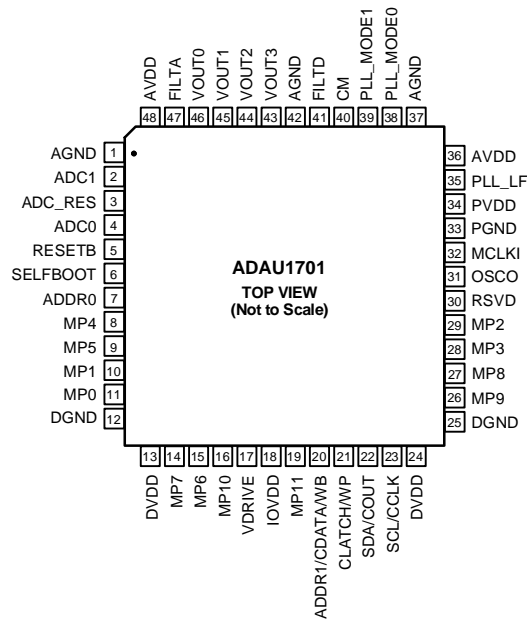 AVDD
FILTA
VOUT0
VOUT1
VOUT2
VOUT3
AGND
FILTD
CM
PLL_MODE1
PLL_MODE0
AGND
48 47 46 45 44 43 42 41 40 39 38 37
AGND 1
ADC1 2
ADC_RES 3
ADC0 4
RESETB 5
SELFBOOT 6
ADDR0 7
MP4 8
MP5 9
MP1 10
MP0 11
DGND 12
ADAU1701
TOP VIEW
(Not to Scale)
36 AVDD
35 PLL_LF
34 PVDD
33 PGND
32 MCLKI
31 OSCO
30 RSVD
29 MP2
28 MP3
27 MP8
26 MP9
25 DGND
13 14 15 16 17 18 19 20 21 22 23 24
DVDD
MP7
MP6
MP10
VDRIVE
IOVDD
MP11
ADDR1/CDATA/WB
CLATCH/WP
SDA/COUT
SCL/CCLK
DVDD